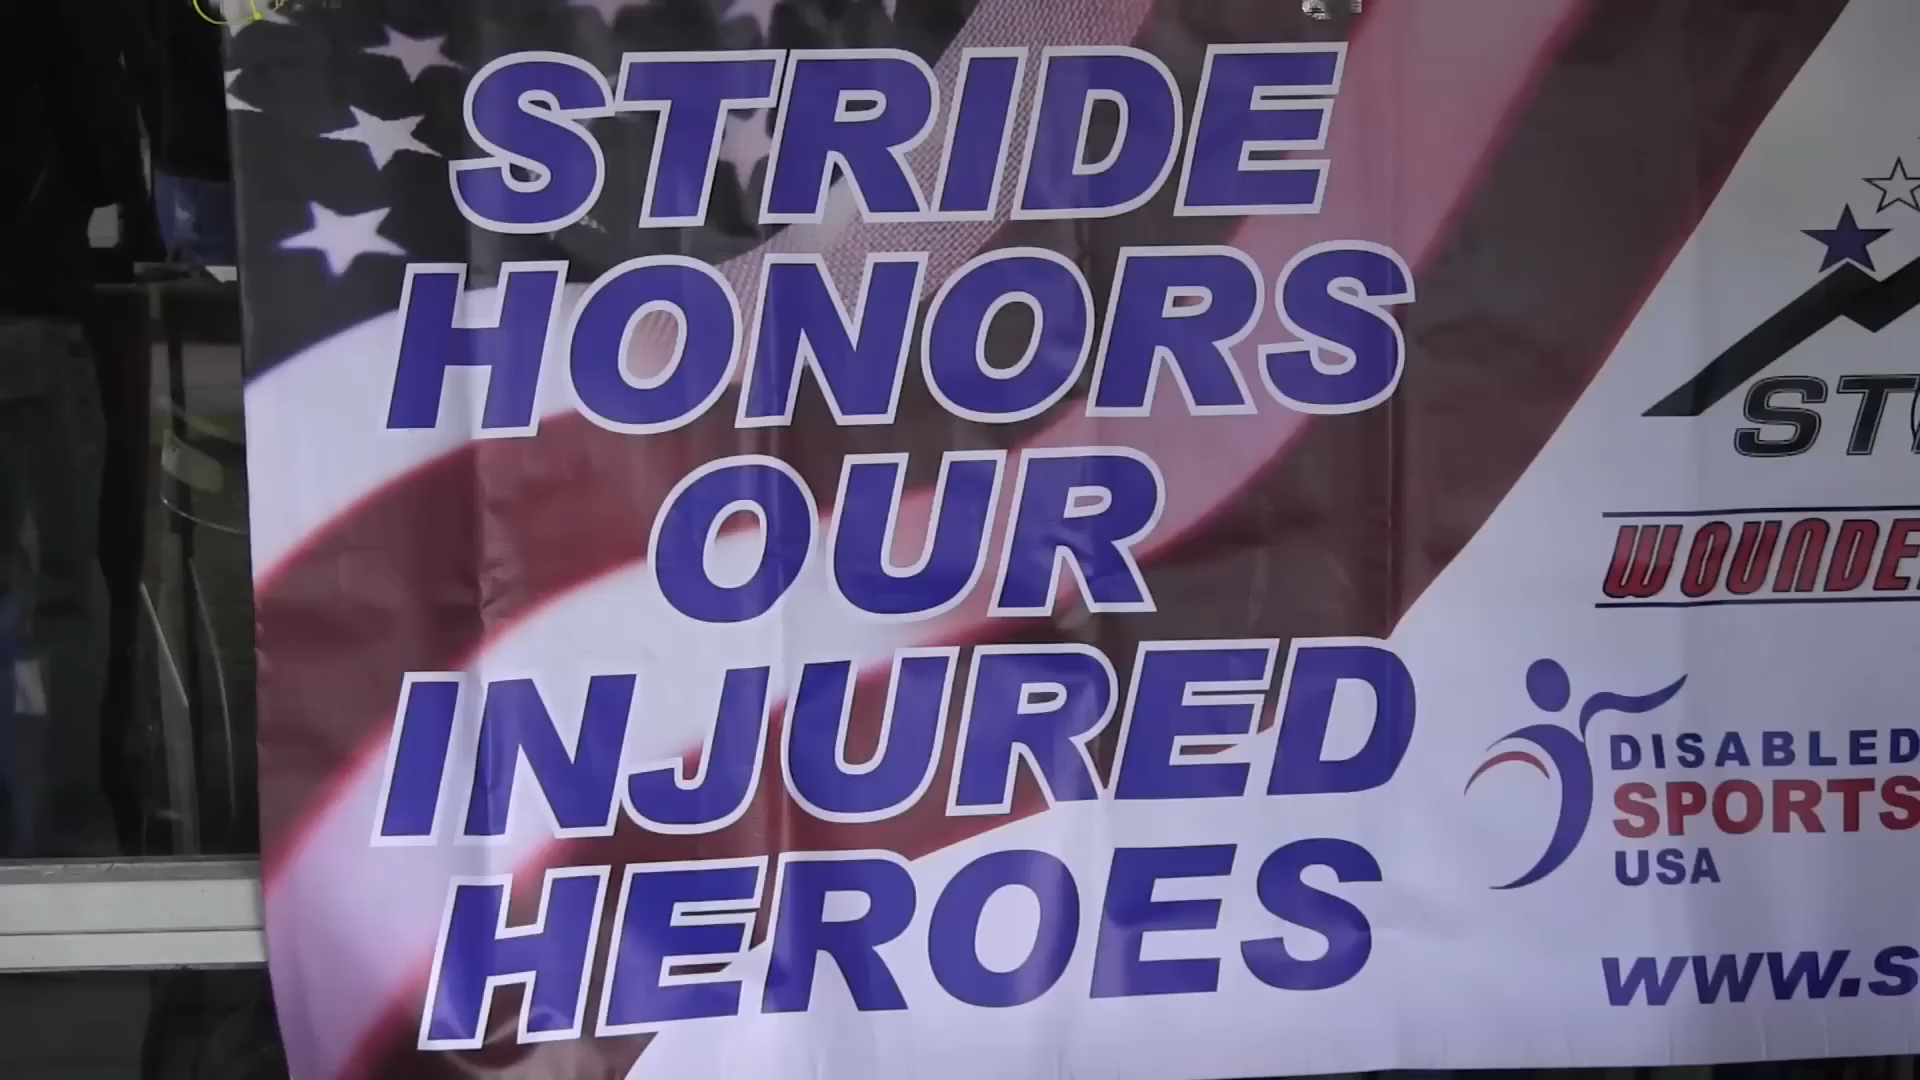 STRIDE
HONORS
OUR
INJURED
HEROES
DISABLED
SPORTS
USA